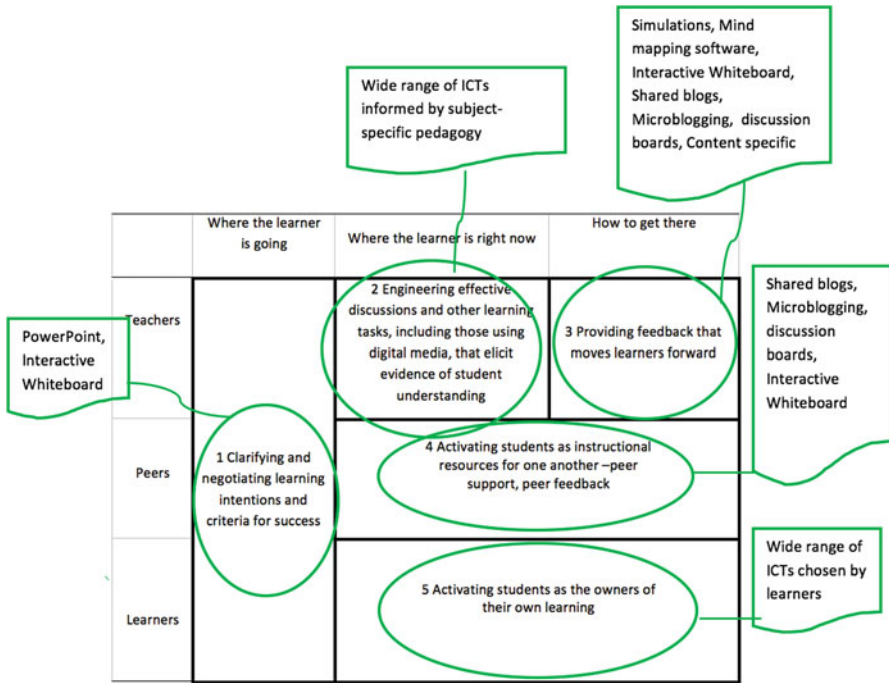 Simulations, Mind
mapping software,
Interactive Whiteboard,
Shared blogs,
Microblogging, discussion
boards, Content specific
Wide range of ICTs
informed by subject-
specific pedagogy
Where the learner
is going
Where the learner is right now
How to get there
Teachers
2 Engineering effective
discussions and other learning
tasks, including those using
digital media, that elicit
evidence of student
understanding
3 Providing feedback that
moves learners forward
Shared blogs,
Microblogging,
discussion
boards,
Interactive
Whiteboard
PowerPoint,
Interactive
Whiteboard
Peers
1 Clarifying and
negotiating learning
intentions and
criteria for success
4 Activating students as instructional
resources for one another –peer
support, peer feedback
Learners
5 Activating students as the owners
of their own learning
Wide range of
ICTs chosen by
learners